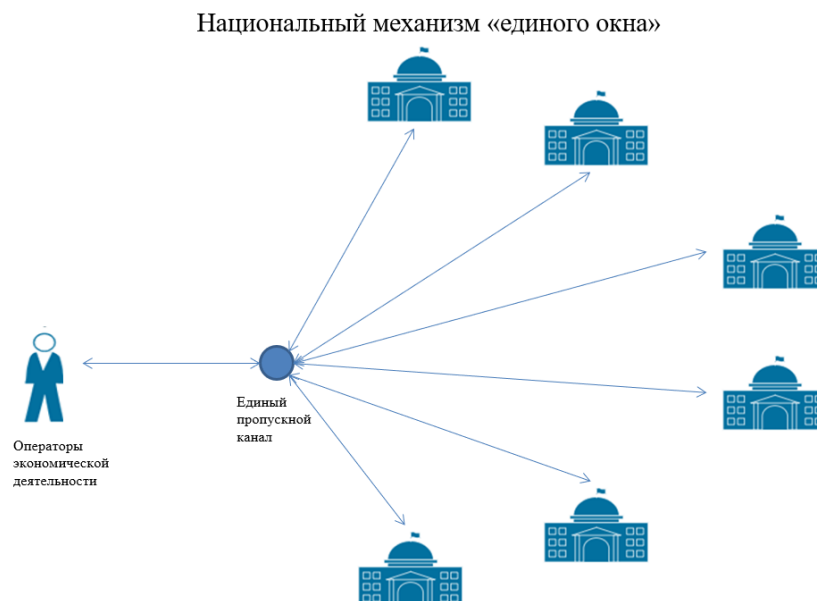 Национальный механизм «единого окна»
Единый
пропускной
канал
Операторы
экономической
деятельности